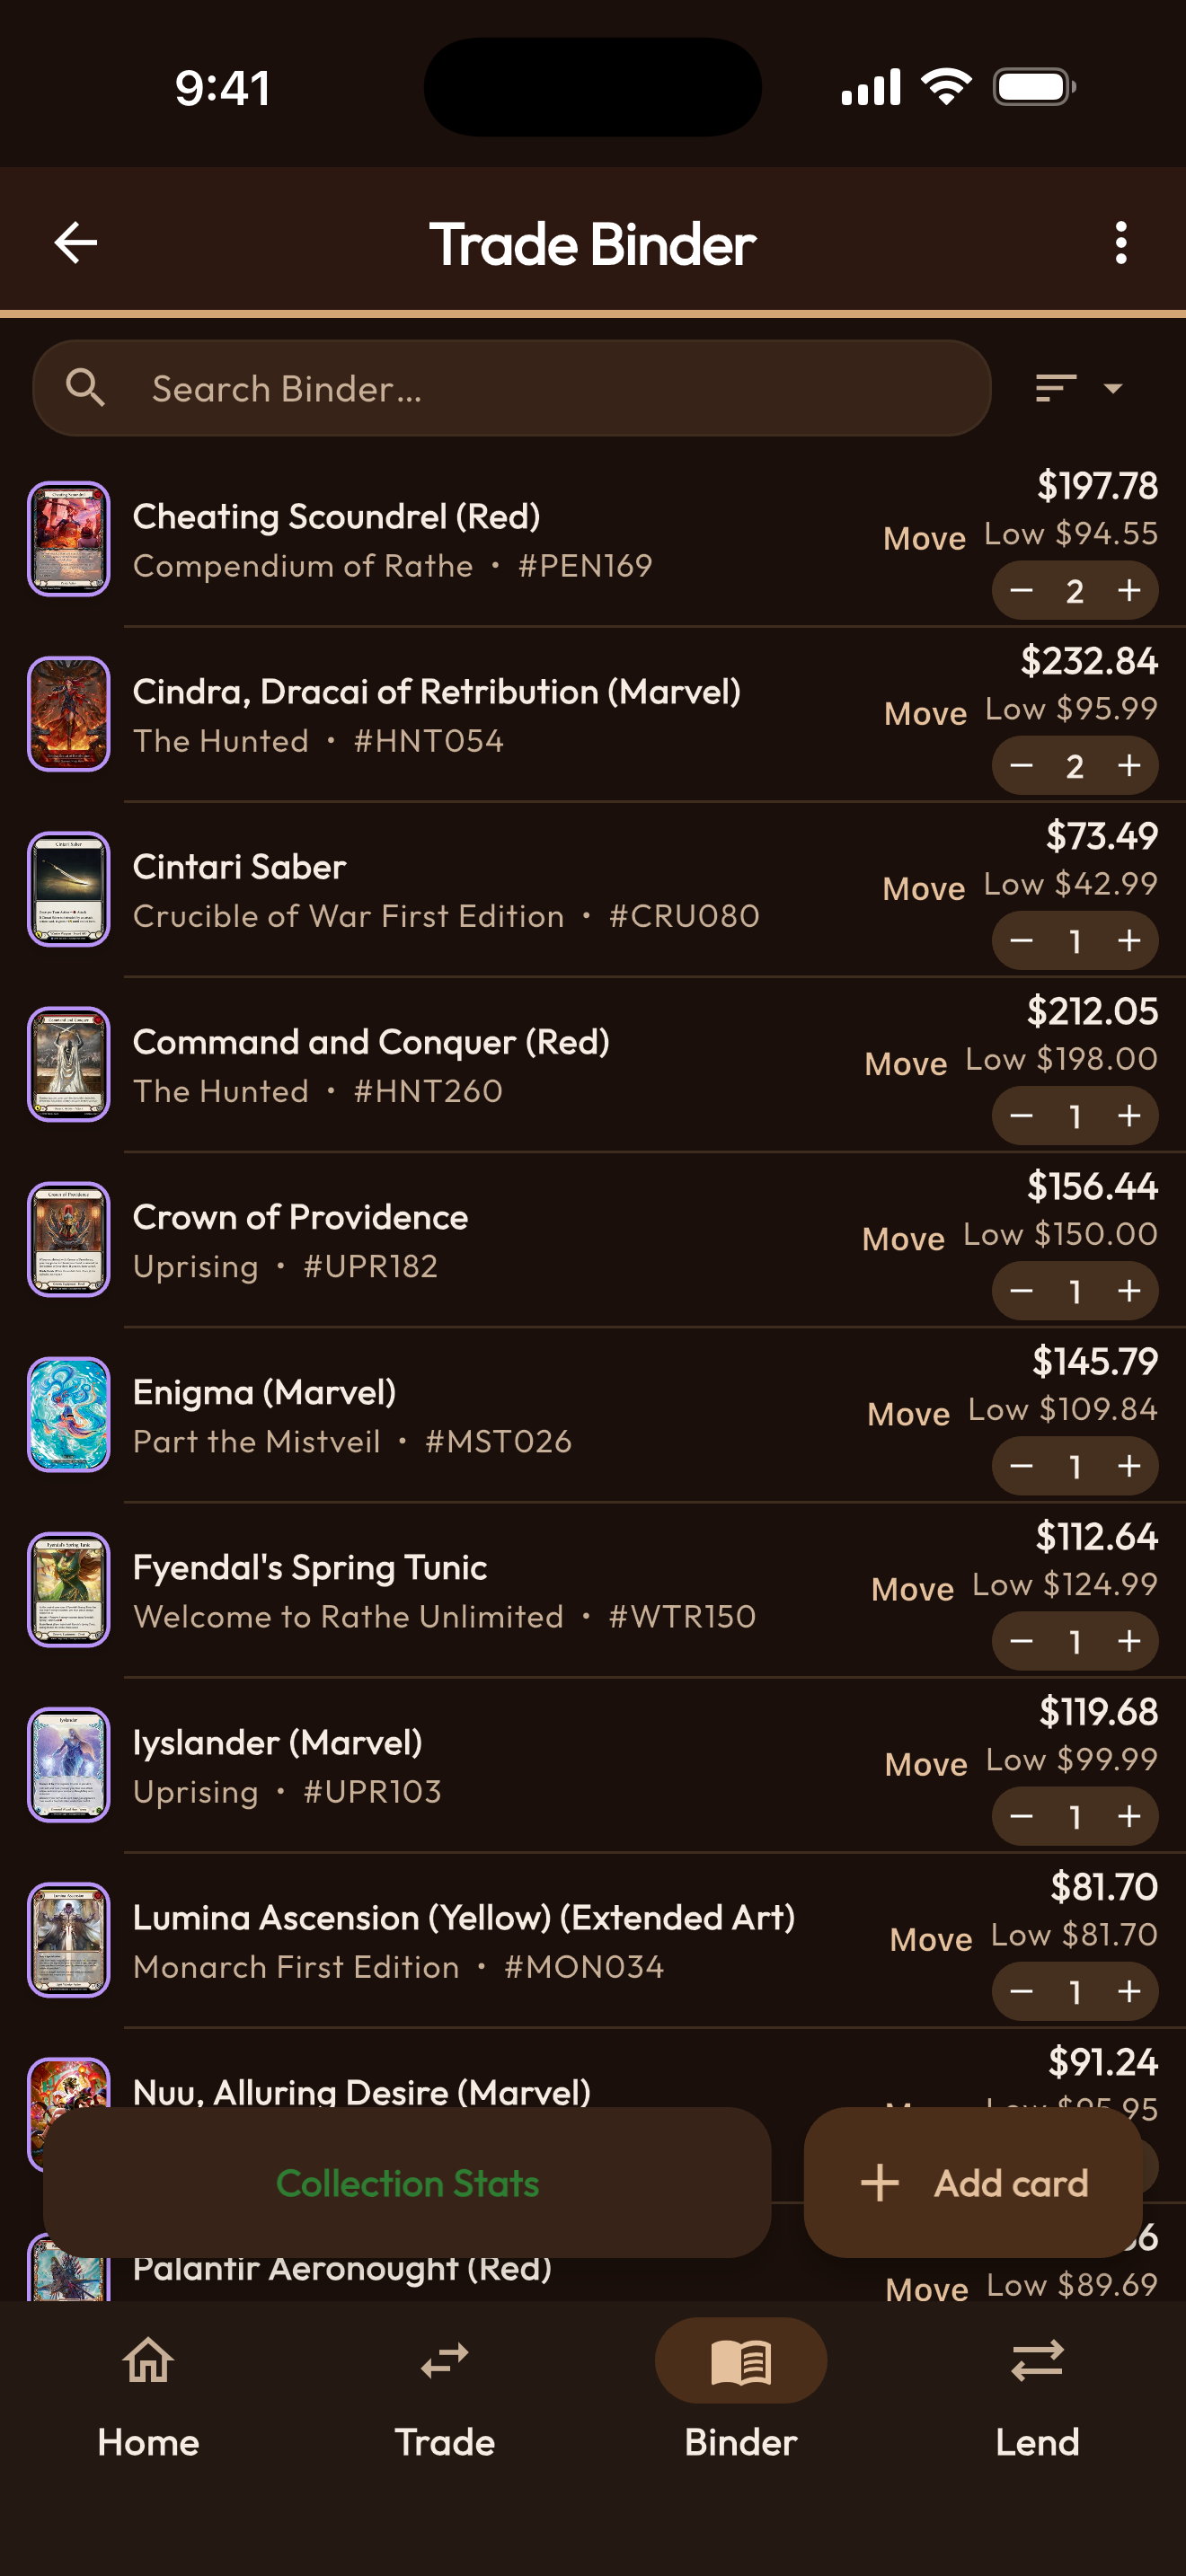 9:41
Trade Binder
Search Binder...
Cheating Scoundrel (Red)
Compendium of Rathe • #PEN169
$197.78
Move Low $94.55
− 2 +
Cindra, Dracai of Retribution (Marvel)
The Hunted • #HNT054
$232.84
Move Low $95.99
− 2 +
Cintari Saber
Crucible of War First Edition • #CRU080
$73.49
Move Low $42.99
− 1 +
Command and Conquer (Red)
The Hunted • #HNT260
$212.05
Move Low $198.00
− 1 +
Crown of Providence
Uprising • #UPR182
$156.44
Move Low $150.00
− 1 +
Enigma (Marvel)
Part the Mistveil • #MST026
$145.79
Move Low $109.84
− 1 +
Fyendal's Spring Tunic
Welcome to Rathe Unlimited • #WTR150
$112.64
Move Low $124.99
− 1 +
Iyslander (Marvel)
Uprising • #UPR103
$119.68
Move Low $99.99
− 1 +
Lumina Ascension (Yellow) (Extended Art)
Monarch First Edition • #MON034
$81.70
Move Low $81.70
− 1 +
Nuu, Alluring Desire (Marvel)
$91.24
Collection Stats
+ Add card
Palantir Aeronought (Red)
Move Low $89.69
Home
Trade
Binder
Lend